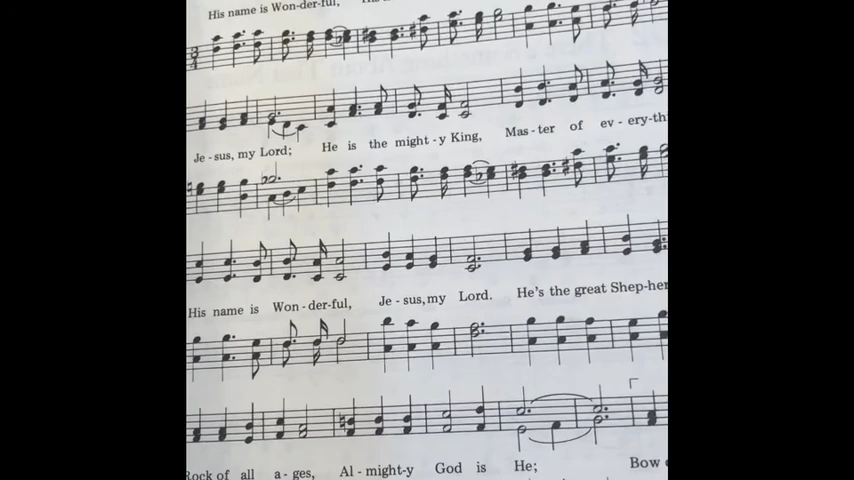 His name is Won-der-ful,
3
4
Je - sus, my Lord; He is the might - y King, Mas - ter of ev - ery-th
His name is Won - der-ful, Je - sus, my Lord. He's the great Shep-her
Rock of all a - ges, Al - might-y God is He; Bow